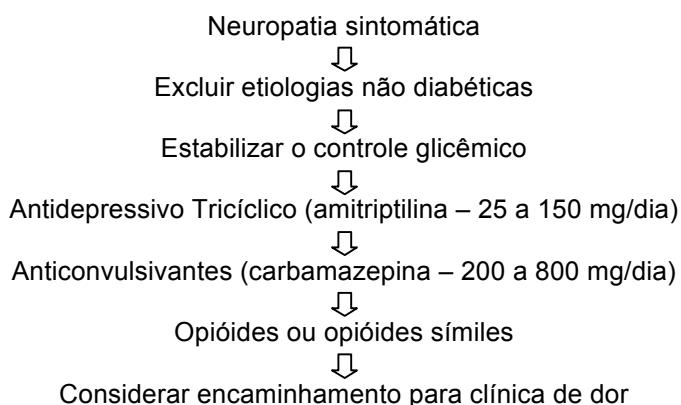 Neuropatia sintomática
Excluir etiologias não diabéticas
Estabilizar o controle glicêmico
Antidepressivo Tricíclico (amitriptilina – 25 a 150 mg/dia)
Anticonvulsivantes (carbamazepina – 200 a 800 mg/dia)
Opióides ou opióides símiles
Considerar encaminhamento para clínica de dor